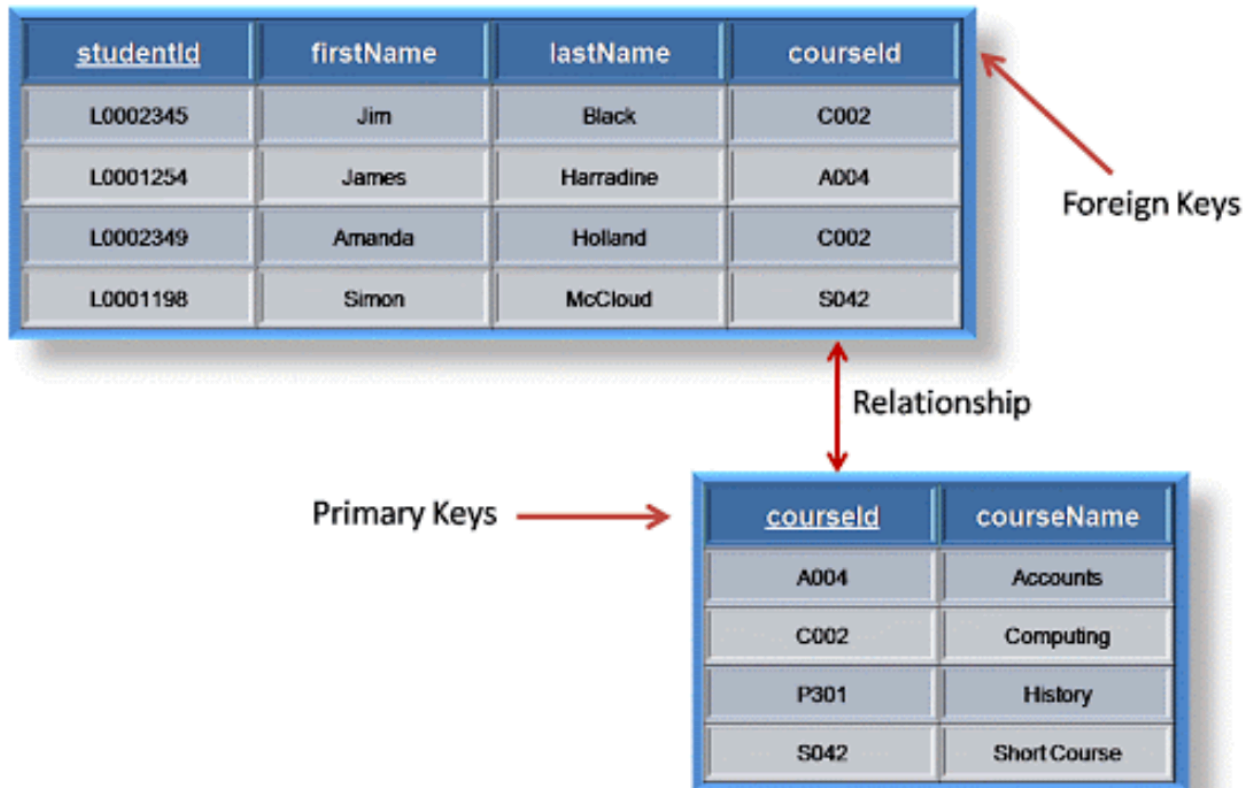 studentId firstName lastName courseId
L0002345 Jim Black C002
L0001254 James Harradine A004
L0002349 Amanda Holland C002
L0001198 Simon McCloud S042
Foreign Keys
Relationship
Primary Keys
courseId courseName
A004 Accounts
C002 Computing
P301 History
S042 Short Course